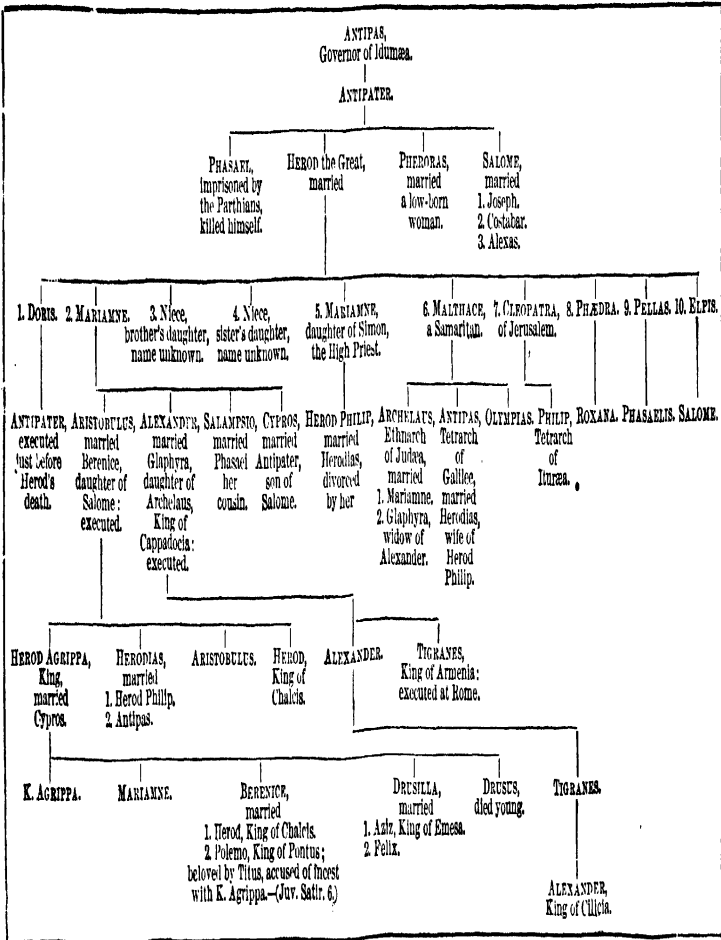 ANTIPAS,
Governor of Idumæa.
ANTIPATER.
PHASAEL,
imprisoned by
the Parthians,
killed himself.
HEROD the Great,
married
PHERORAS,
married
a low-born
woman.
SALOME,
married
1. Joseph.
2. Costabar.
3. Alexas.
1. DORIS.
2. MARIAMNE.
3. Niece,
brother's daughter,
name unknown.
4. Niece,
sister's daughter,
name unknown.
5. MARIAMNE,
daughter of Simon,
the High Priest.
6. MALTHACE,
a Samaritan.
7. CLEOPATRA,
of Jerusalem.
8. PHÆDRA.
9. PELLAS.
10. ELPIS.
ANTIPATER,
executed
just before
Herod's
death.
ARISTOBULUS,
married
Berenice,
daughter of
Salome:
executed.
ALEXANDER,
married
Glaphyra,
daughter of
Archelaus,
King of
Cappadocia:
executed.
SALAMPSIO,
married
Phasael
her
cousin.
CYPROS,
married
Antipater,
son of
Salome.
HEROD PHILIP,
married
Herodias,
divorced
by her
ARCHELAUS,
Ethnarch
of Judæa,
married
1. Mariamne.
2. Glaphyra,
widow of
Alexander.
ANTIPAS,
Tetrarch
of
Galilee,
married
Herodias,
wife of
Herod
Philip.
OLYMPIAS.
PHILIP,
Tetrarch
of
Ituræa.
ROXANA.
PHASAELIS.
SALOME.
HEROD AGRIPPA,
King,
married
Cypros.
HERODIAS,
married
1. Herod Philip.
2. Antipas.
ARISTOBULUS.
HEROD,
King of
Chalcis.
ALEXANDER.
TIGRANES,
King of Armenia:
executed at Rome.
K. AGRIPPA.
MARIAMNE.
BERENICE,
married
1. Herod, King of Chalcis.
2. Polemo, King of Pontus;
beloved by Titus, accused of incest
with K. Agrippa.—(Juv. Satir. 6.)
DRUSILLA,
married
1. Aziz, King of Emesa.
2. Felix.
DRUSUS,
died young.
TIGRANES.
ALEXANDER,
King of Cilicia.